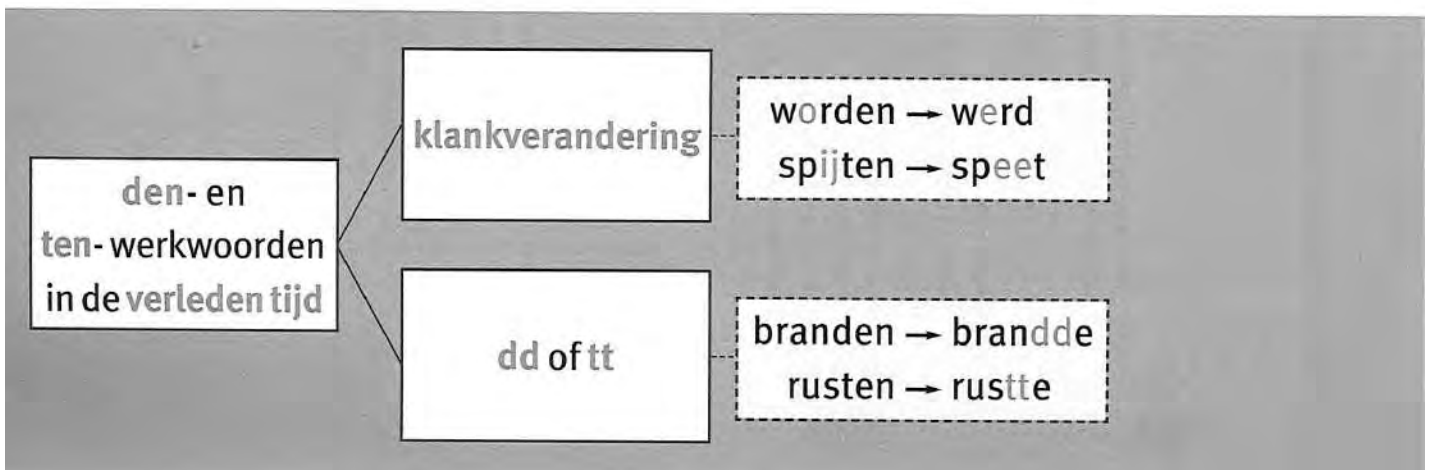 den- en
ten- werkwoorden
in de verleden tijd
klankverandering
worden → werd
spijten → speet
dd of tt
branden → brandde
rusten → rustte